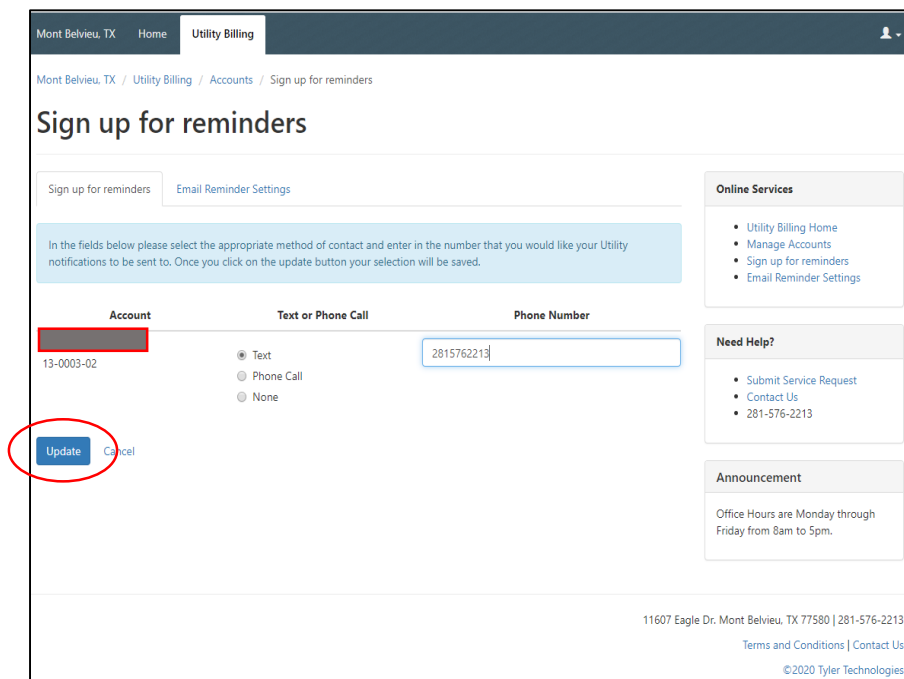 Mont Belvieu, TX Home Utility Billing
Mont Belvieu, TX / Utility Billing / Accounts / Sign up for reminders
Sign up for reminders
Sign up for reminders Email Reminder Settings
In the fields below please select the appropriate method of contact and enter in the number that you would like your Utility
notifications to be sent to. Once you click on the update button your selection will be saved.
Account Text or Phone Call Phone Number
13-0003-02
Text
Phone Call
None
2815762213
Update Cancel
Online Services
Utility Billing Home
Manage Accounts
Sign up for reminders
Email Reminder Settings
Need Help?
Submit Service Request
Contact Us
281-576-2213
Announcement
Office Hours are Monday through
Friday from 8am to 5pm.
11607 Eagle Dr. Mont Belvieu, TX 77580 | 281-576-2213
Terms and Conditions | Contact Us
©2020 Tyler Technologies